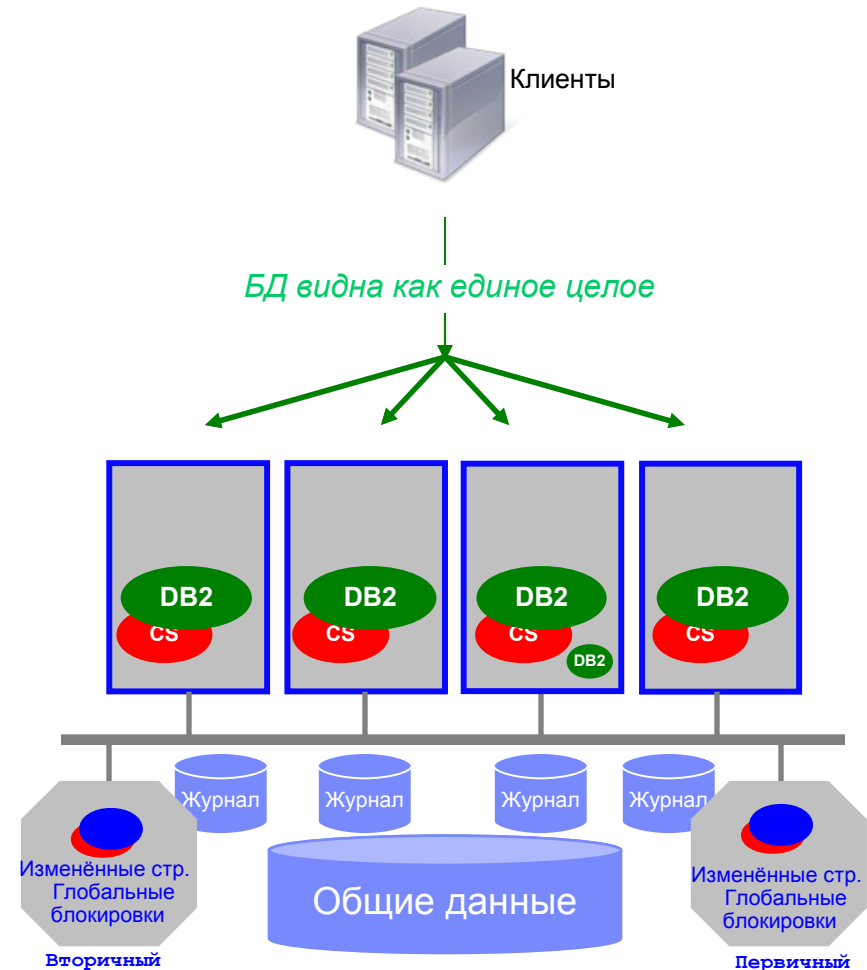 Клиенты
БД видна как единое целое
DB2
CS
DB2
CS
DB2
CS
DB2
DB2
CS
Журнал
Журнал
Журнал
Журнал
Изменённые стр.
Глобальные
блокировки
Вторичный
Общие данные
Изменённые стр.
Глобальные
блокировки
Первичный